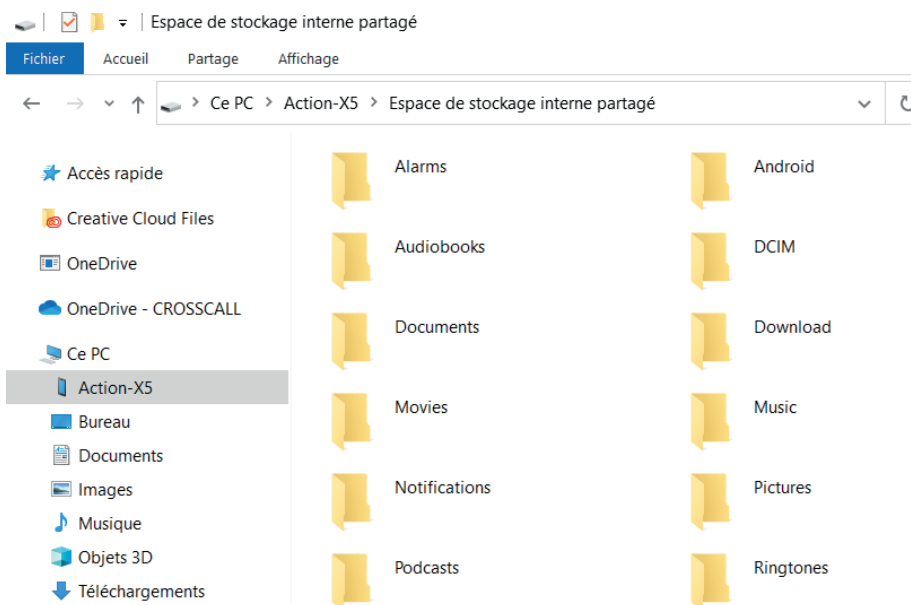 Espace de stockage interne partagé
Fichier Accueil Partage Affichage
Ce PC > Action-X5 > Espace de stockage interne partagé
Accès rapide
Creative Cloud Files
OneDrive
OneDrive - CROSSCALL
Ce PC
Action-X5
Bureau
Documents
Images
Musique
Objets 3D
Téléchargements
Alarms Android
Audiobooks DCIM
Documents Download
Movies Music
Notifications Pictures
Podcasts Ringtones